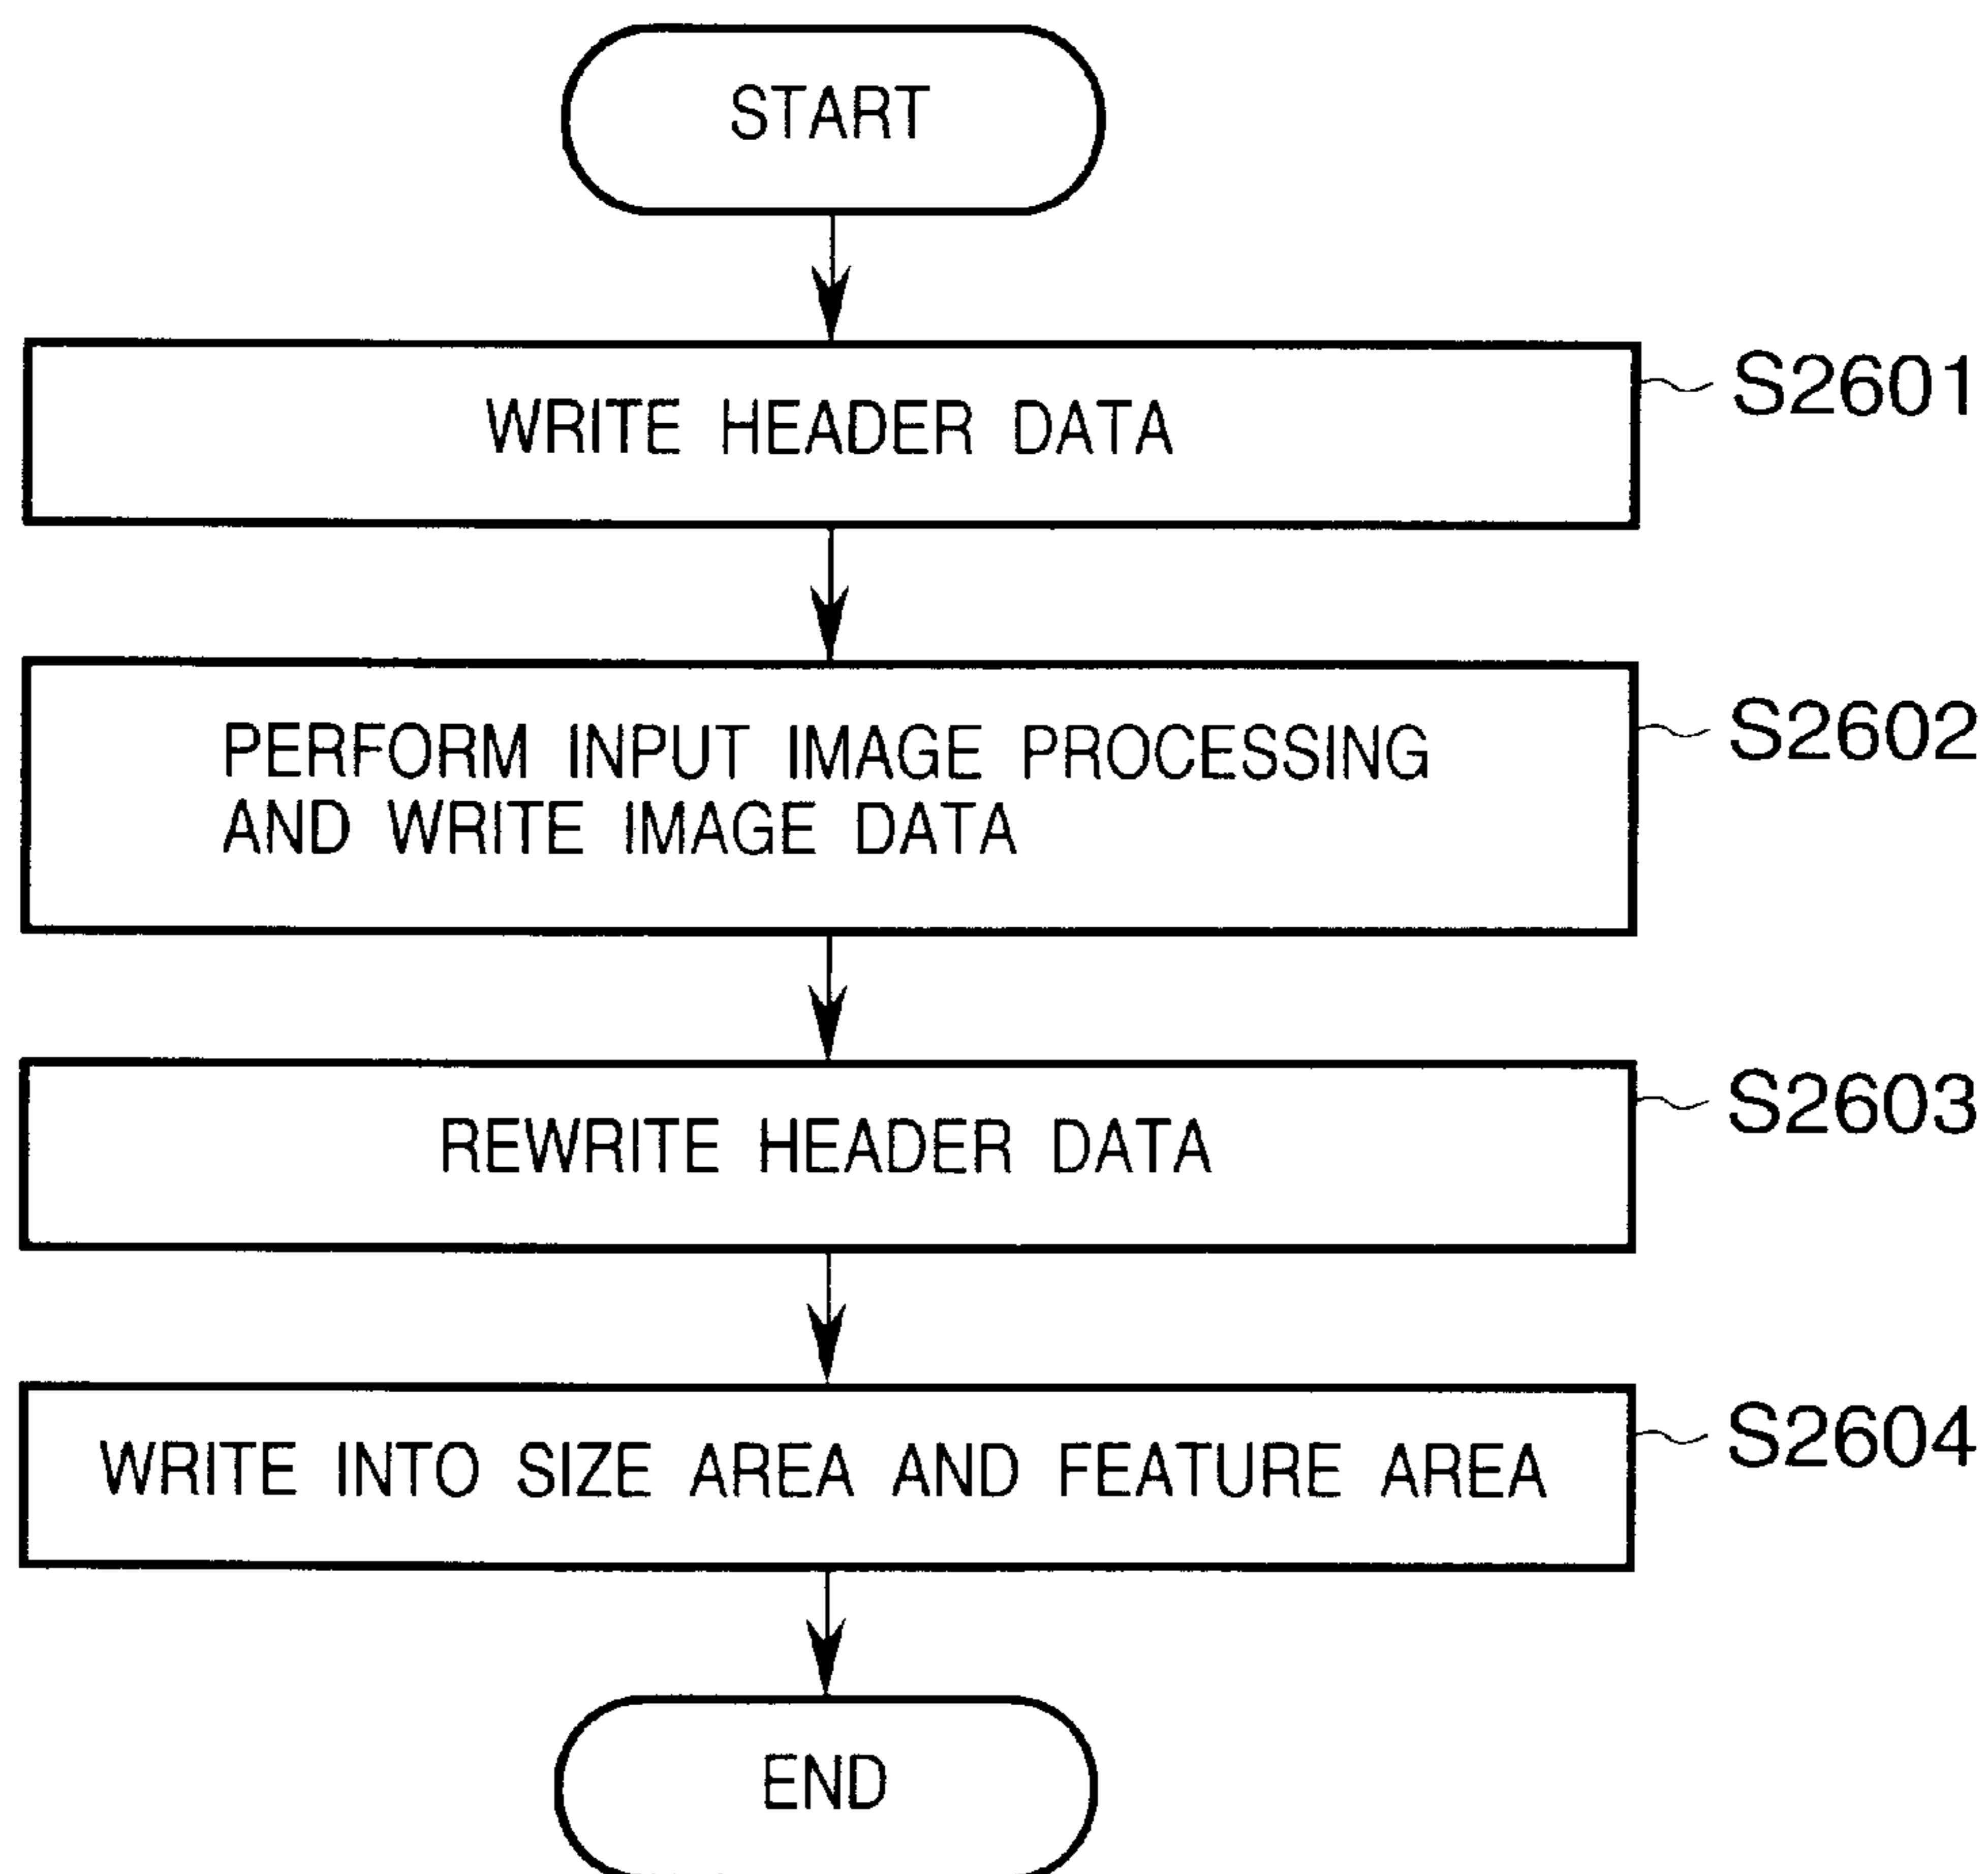 START
WRITE HEADER DATA
S2601
PERFORM INPUT IMAGE PROCESSING
AND WRITE IMAGE DATA
S2602
REWRITE HEADER DATA
S2603
WRITE INTO SIZE AREA AND FEATURE AREA
S2604
END